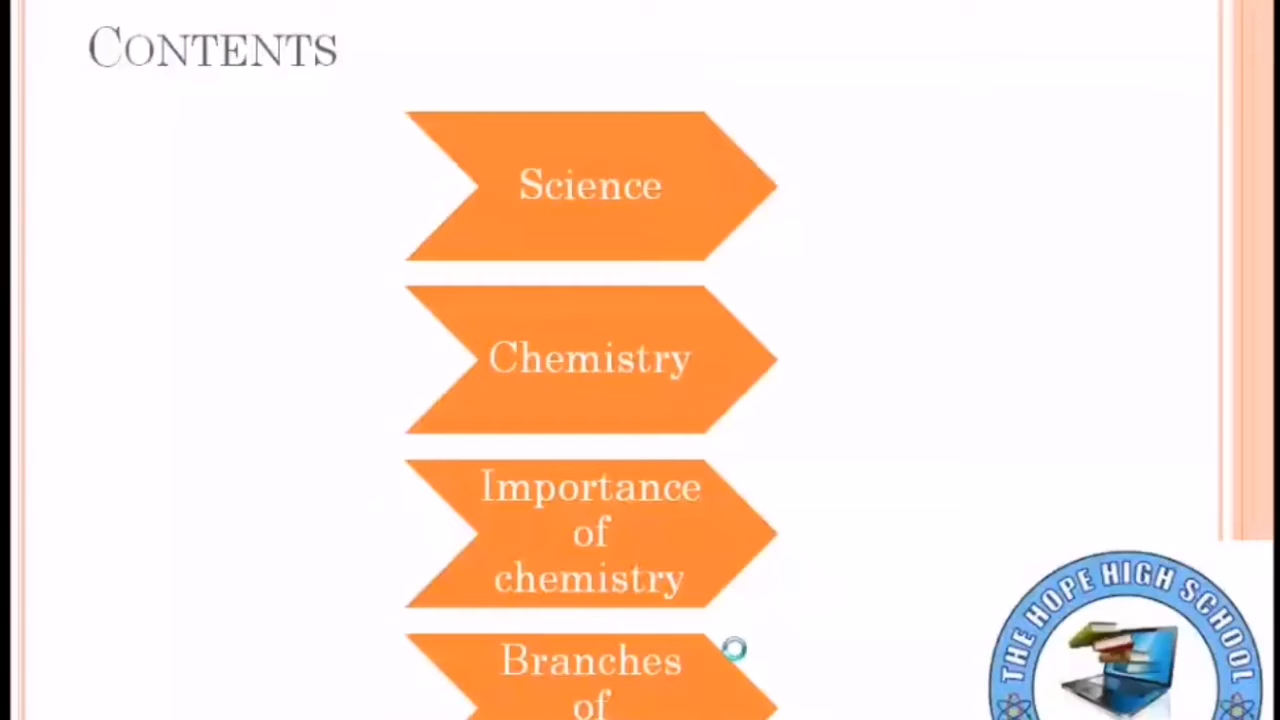 CONTENTS
Science
Chemistry
Importance
of
chemistry
Branches
of
THE HOPE HIGH SCHOOL